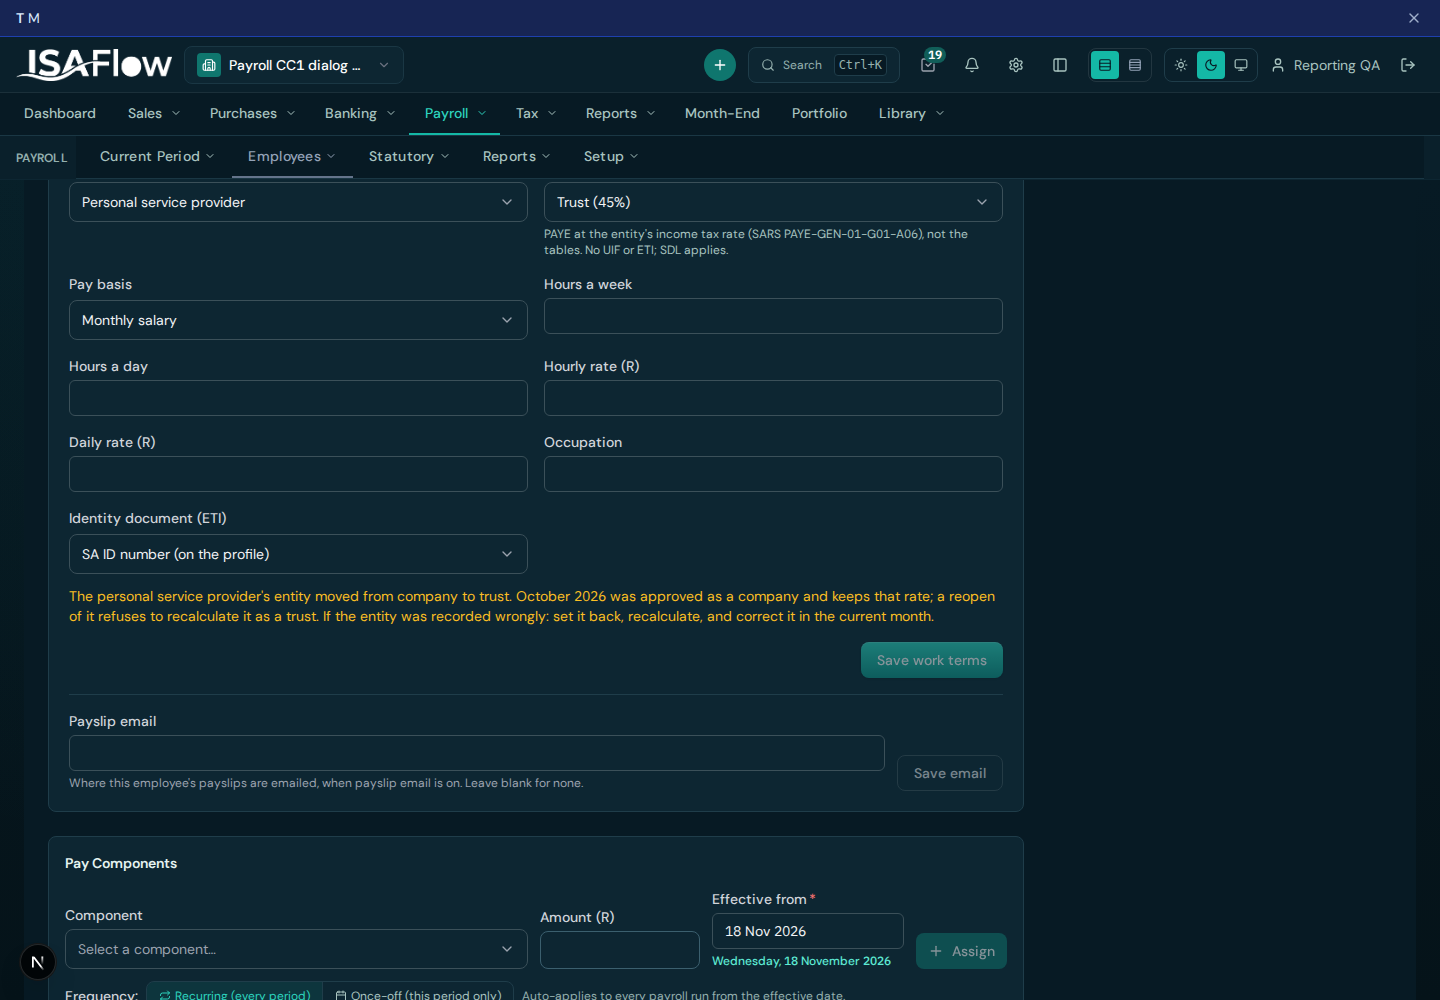 T M
ISAFlow
Payroll CC1 dialog ...
Search Ctrl+K
19
Reporting QA
Dashboard Sales Purchases Banking Payroll Tax Reports Month-End Portfolio Library
PAYROLL Current Period Employees Statutory Reports Setup
Personal service provider
Trust (45%)
PAYE at the entity's income tax rate (SARS PAYE-GEN-01-G01-A06), not the
tables. No UIF or ETI; SDL applies.
Pay basis
Hours a week
Monthly salary
Hours a day
Hourly rate (R)
Daily rate (R)
Occupation
Identity document (ETI)
SA ID number (on the profile)
The personal service provider's entity moved from company to trust. October 2026 was approved as a company and keeps that rate; a reopen
of it refuses to recalculate it as a trust. If the entity was recorded wrongly: set it back, recalculate, and correct it in the current month.
Save work terms
Payslip email
Where this employee's payslips are emailed, when payslip email is on. Leave blank for none.
Save email
Pay Components
Component
Amount (R)
Effective from *
Select a component...
18 Nov 2026
Wednesday, 18 November 2026
Assign
N
Frequency: Recurring (every period) Once-off (this period only) Auto-applies to every payroll run from the effective date.